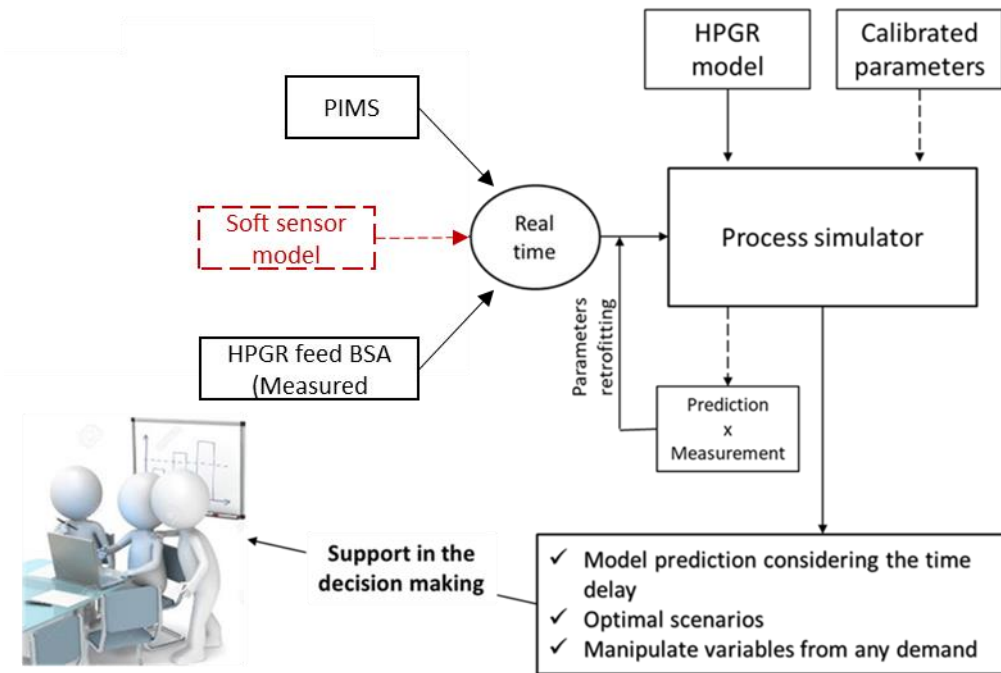 HPGR
model
Calibrated
parameters
PIMS
Soft sensor
model
Real
time
Process simulator
HPGR feed BSA
(Measured
Parameters
retrofitting
Prediction
x
Measurement
Support in the
decision making
✓ Model prediction considering the time
delay
✓ Optimal scenarios
✓ Manipulate variables from any demand